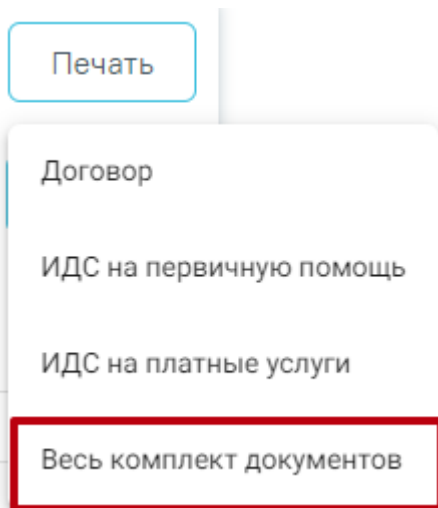 Печать
Договор
ИДС на первичную помощь
ИДС на платные услуги
Весь комплект документов